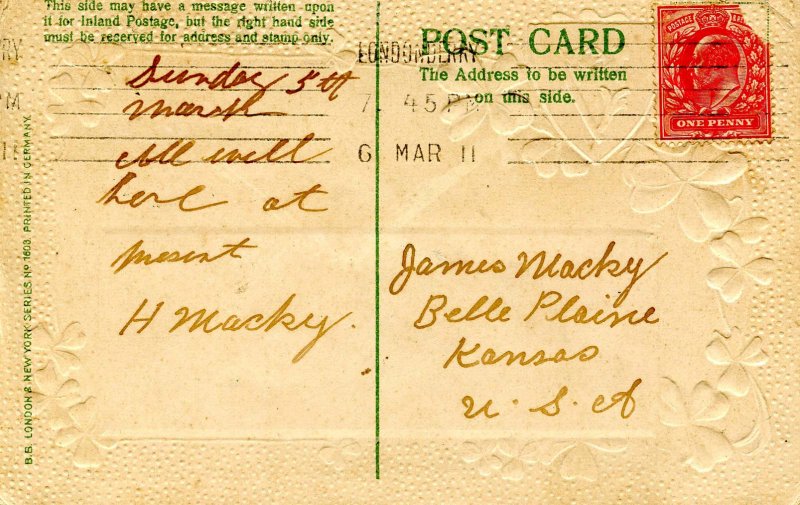 This side may have a message written upon
it for Inland Postage, but the right hand side
must be reserved for address and stamp only.
POST CARD
The Address to be written
on this side.
LONDONDERRY
7. 45 PM
6 MAR 11
RY
PM
11
POSTAGE
ONE PENNY
Sunday 5th
March
All well
here at
present
H Macky.
James Macky
Belle Plaine
Kansas
U. S. A
B.B. LONDON & NEW YORK SERIES Nº 1603. PRINTED IN GERMANY.